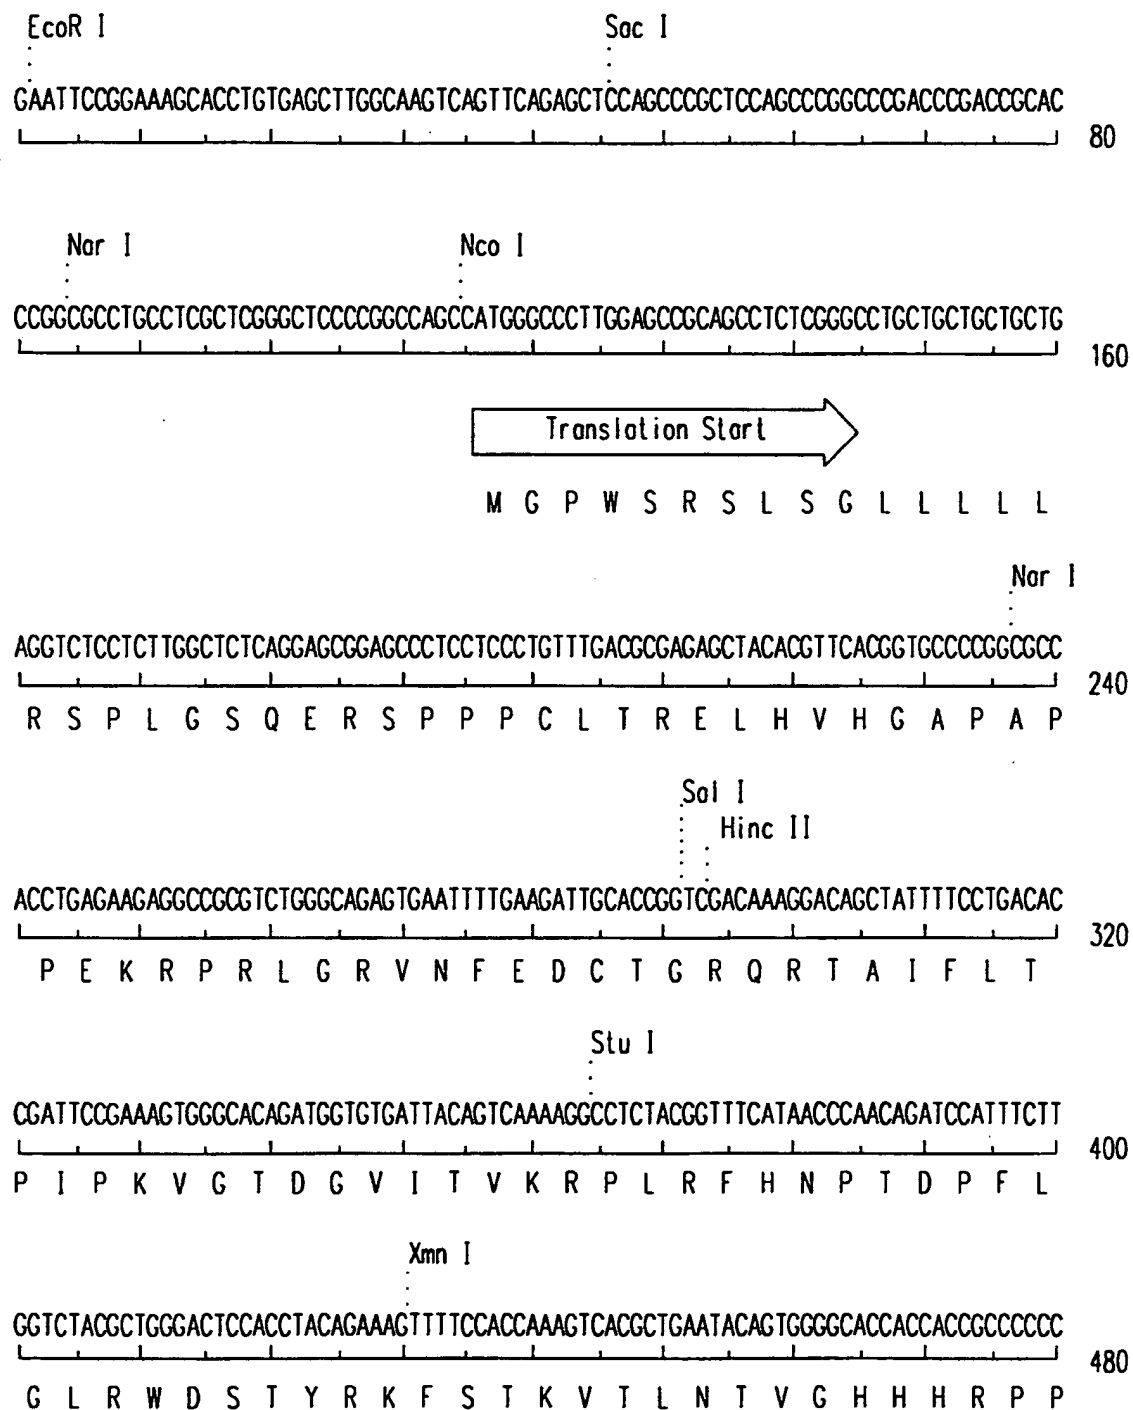 EcoR I Sac I
GAATTCCGGAAAGCACCTGTGAGCTTGGCAAGTCAGTTCAGAGCTCCAGCCCGCTCCAGCCCGGCCCGACCCGACCGCAC
80
Nar I Nco I
CCGGCGCCTGCCTCGCTCGGGCTCCCCGGCCAGCCATGGGCCCTTGGAGCCGCAGCCTCTCGGGCCTGCTGCTGCTGCTG
160
Translation Start
M G P W S R S L S G L L L L L
Nar I
AGGTCTCCTCTTGGCTCTCAGGAGCGGAGCCCTCCTCCCTGTTTGACGCGAGAGCTACACGTTCACGGTGCCCCGGCGCC
240
R S P L G S Q E R S P P P C L T R E L H V H G A P A P
Sal I
Hinc II
ACCTGAGAAGAGGCCGCGTCTGGGCAGAGTGAATTTTGAAGATTGCACCGGTCGACAAAGGACAGCTATTTTCCTGACAC
320
P E K R P R L G R V N F E D C T G R Q R T A I F L T
Stu I
CGATTCCGAAAGTGGGCACAGATGGTGTGATTACAGTCAAAAGGCCTCTACGGTTTCATAACCCAACAGATCCATTTCTT
400
P I P K V G T D G V I T V K R P L R F H N P T D P F L
Xmn I
GGTCTACGCTGGGACTCCACCTACAGAAAGTTTTCCACCAAAGTCACGCTGAATACAGTGGGGCACCACCACCGCCCCCC
480
G L R W D S T Y R K F S T K V T L N T V G H H H R P P